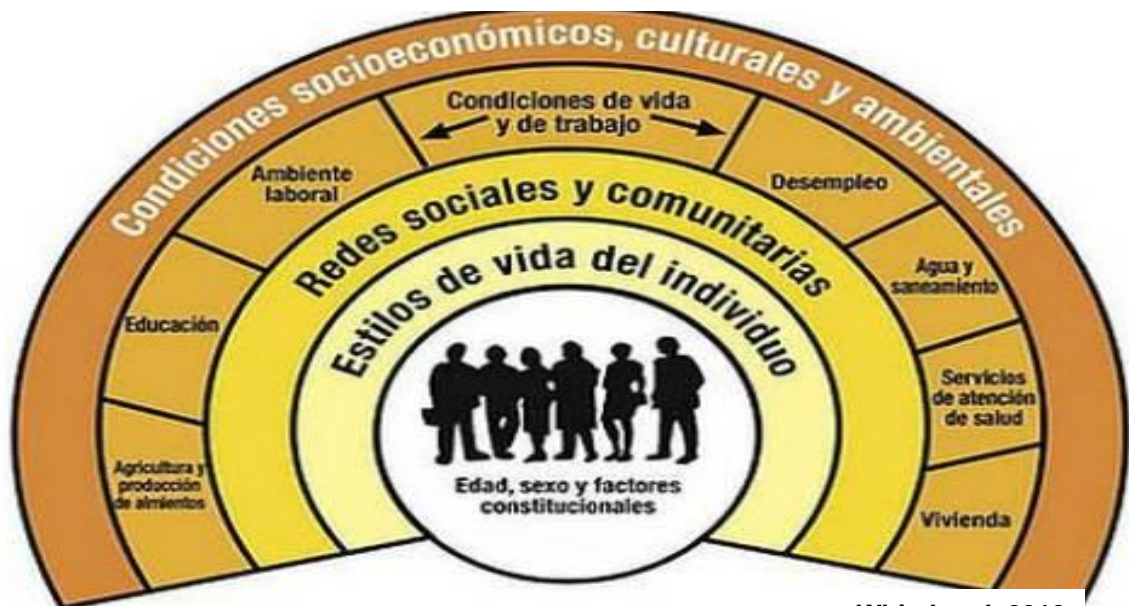 Condiciones socioeconómicos, culturales y ambientales
Condiciones de vida
y de trabajo
Ambiente
laboral
Desempleo
Redes sociales y comunitarias
Agua y
saneamiento
Estilos de vida del individuo
Educación
Servicios
de atención
de salud
Agricultura y
producción
de almientos
Edad, sexo y factores
constitucionales
Vivienda